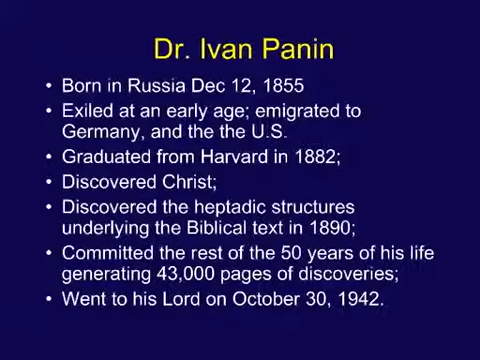 Dr. Ivan Panin
• Born in Russia Dec 12, 1855
• Exiled at an early age; emigrated to
Germany, and the the U.S.
• Graduated from Harvard in 1882;
• Discovered Christ;
• Discovered the heptadic structures
underlying the Biblical text in 1890;
• Committed the rest of the 50 years of his life
generating 43,000 pages of discoveries;
• Went to his Lord on October 30, 1942.